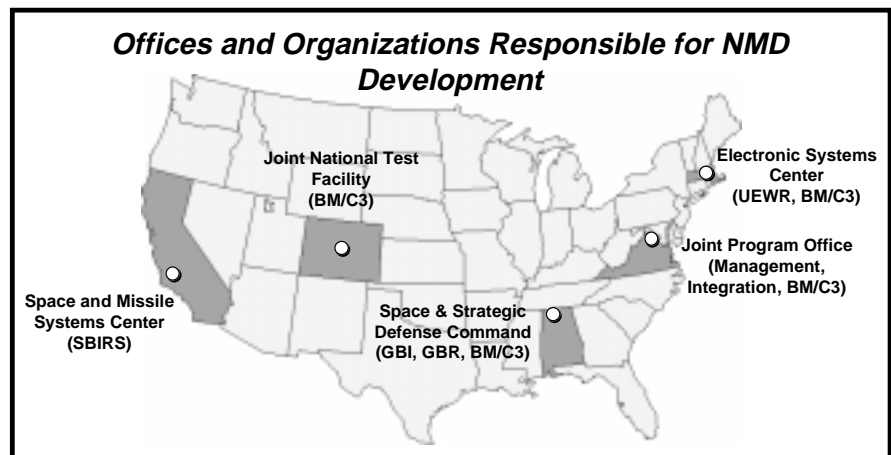 Offices and Organizations Responsible for NMD
Development
Joint National Test
Facility
(BM/C3)
Electronic Systems
Center
(UEWR, BM/C3)
Joint Program Office
(Management,
Integration, BM/C3)
Space and Missile
Systems Center
(SBIRS)
Space & Strategic
Defense Command
(GBI, GBR, BM/C3)